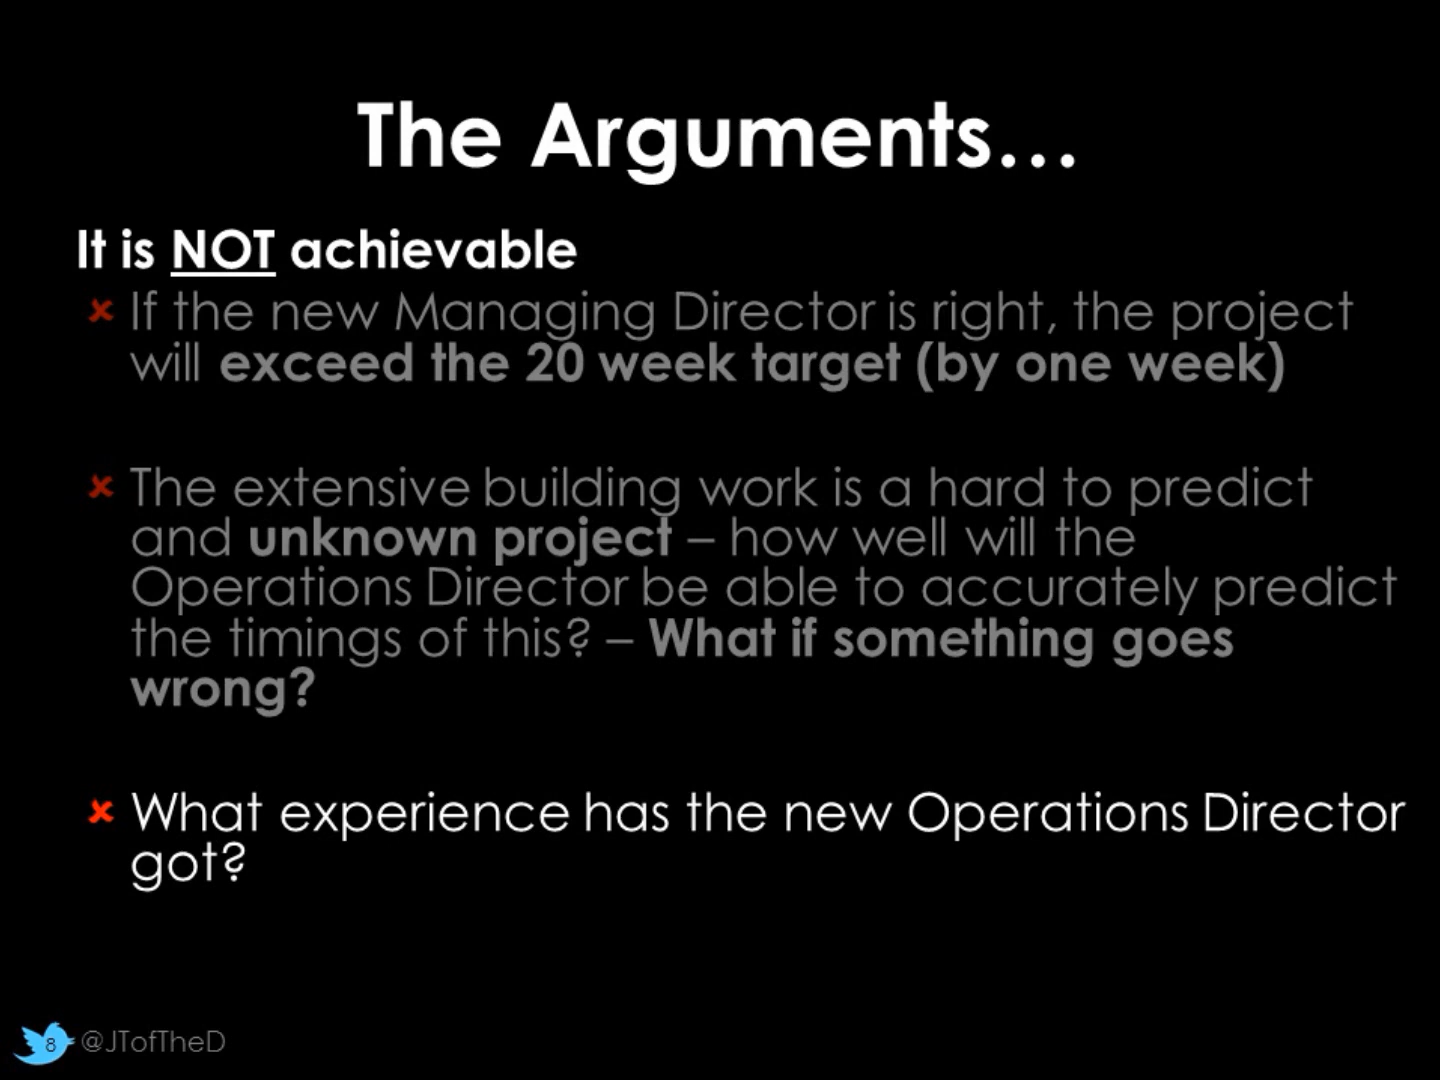 The Arguments…
It is NOT achievable
✘ If the new Managing Director is right, the project
will exceed the 20 week target (by one week)
✘ The extensive building work is a hard to predict
and unknown project – how well will the
Operations Director be able to accurately predict
the timings of this? – What if something goes
wrong?
✘ What experience has the new Operations Director
got?
8 @JTofTheD